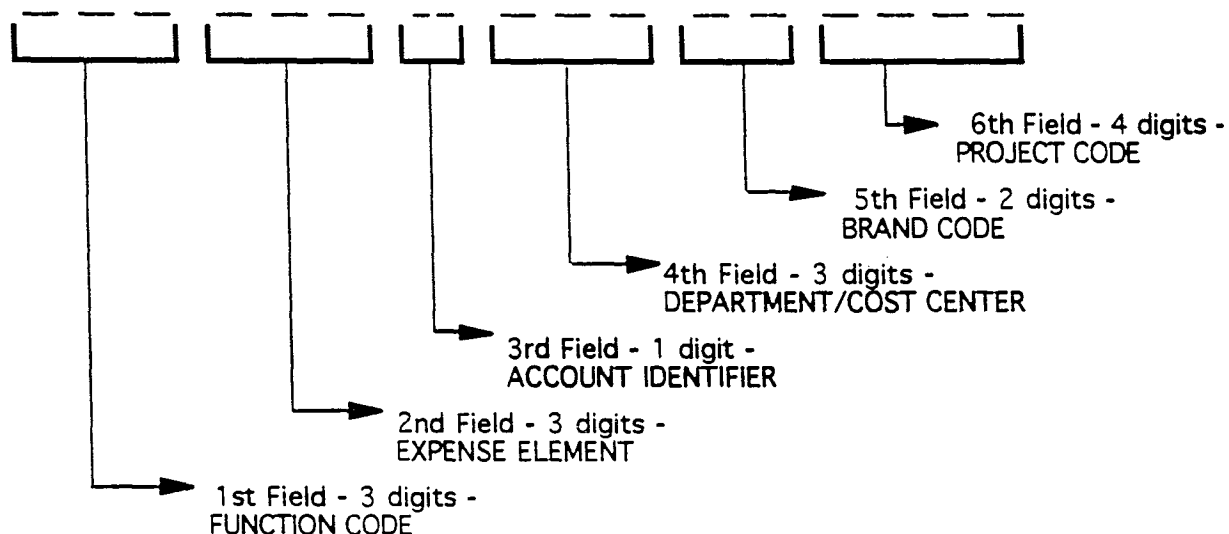 6th Field - 4 digits -
PROJECT CODE
5th Field - 2 digits -
BRAND CODE
4th Field - 3 digits -
DEPARTMENT/COST CENTER
3rd Field - 1 digit -
ACCOUNT IDENTIFIER
2nd Field - 3 digits -
EXPENSE ELEMENT
1st Field - 3 digits -
FUNCTION CODE